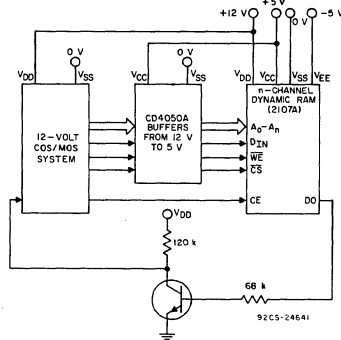 +5 V
+12 V
0 V
-5 V
0 V
0 V
VDD
VSS
VCC
VSS
VDD
VCC
VSS
VEE
12-VOLT
COS/MOS
SYSTEM
CD4050A
BUFFERS
FROM 12 V
TO 5 V
n-CHANNEL
DYNAMIC RAM
(2107A)
A0-An
DIN
WE
CS
CE
DO
VDD
120 k
68 k
92CS-24641